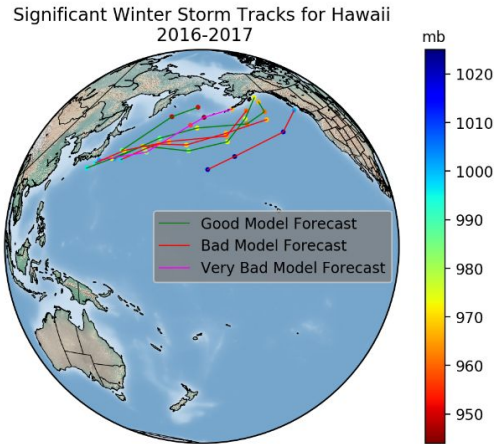 Significant Winter Storm Tracks for Hawaii
2016-2017
mb
1020
1010
1000
990
980
970
960
950
Good Model Forecast
Bad Model Forecast
Very Bad Model Forecast